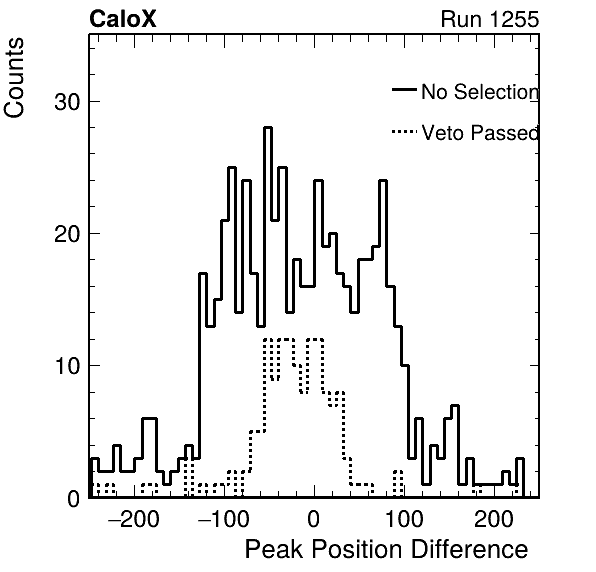 CaloX Run 1255
Counts
30
20
10
0
No Selection
Veto Passed
−200 −100 0 100 200
Peak Position Difference